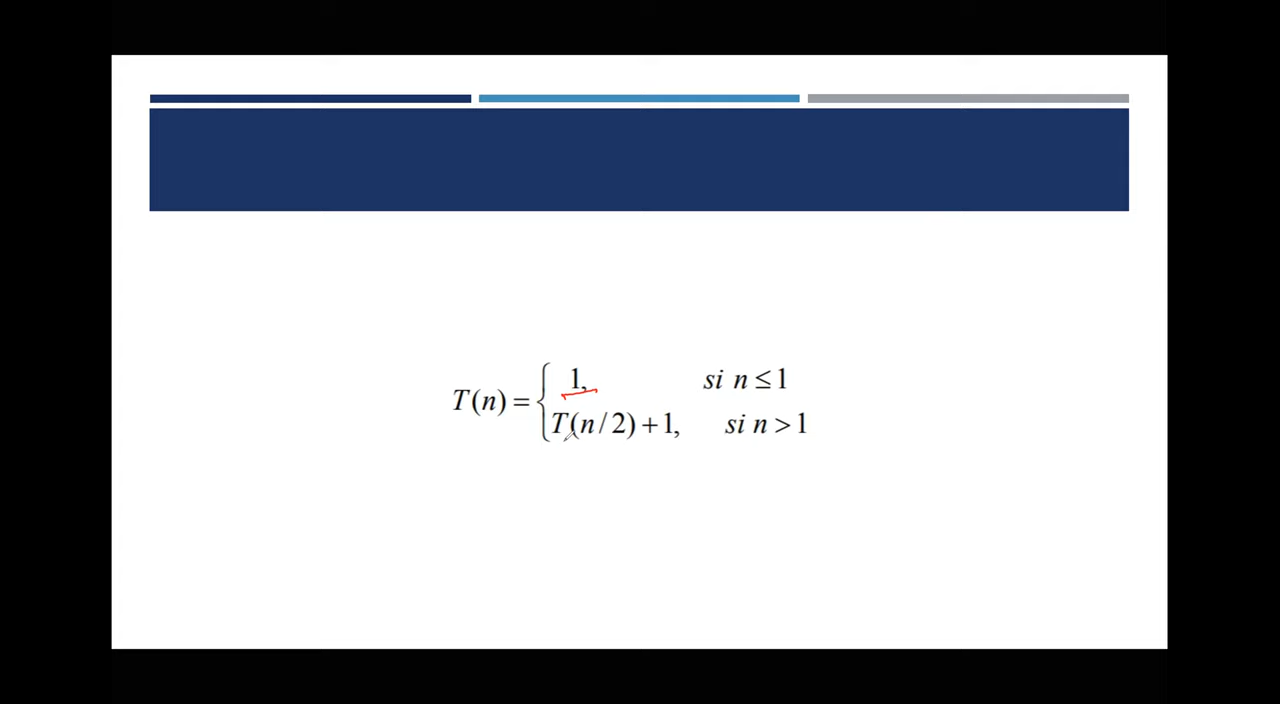 T(n) = { 1, si n ≤ 1
T(n/2) + 1, si n > 1